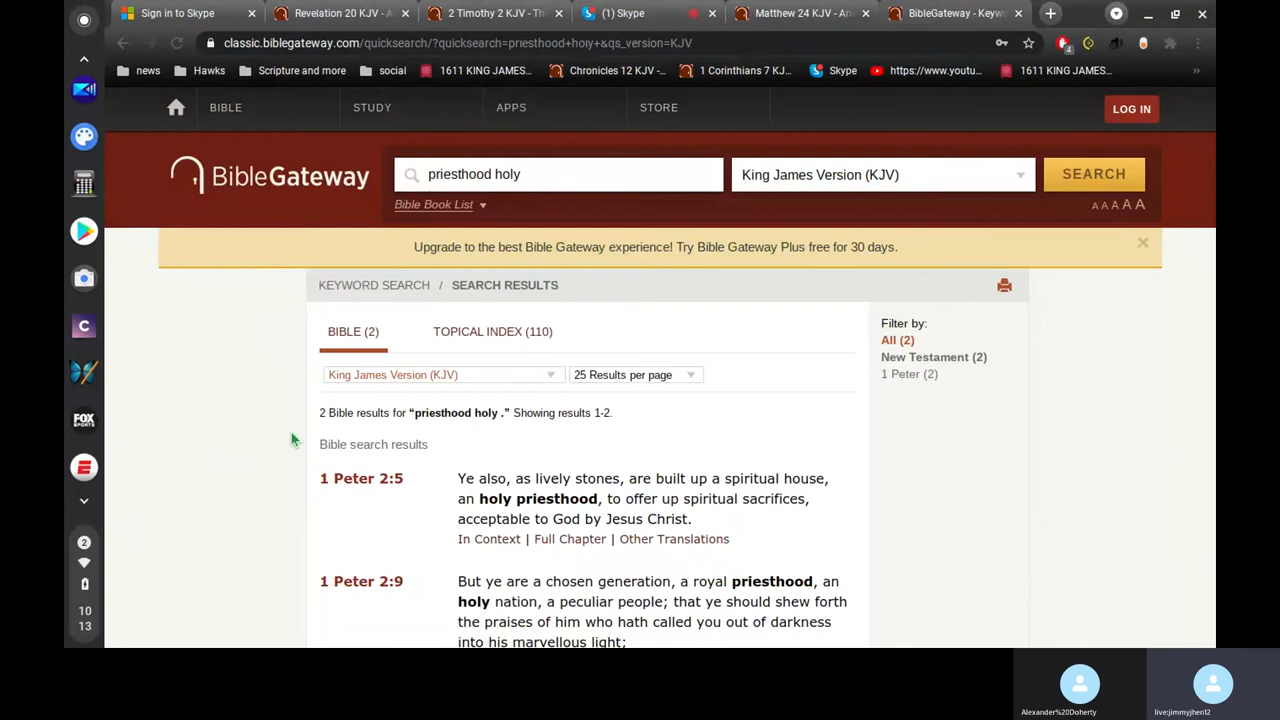 Sign in to Skype
Revelation 20 KJV - A
2 Timothy 2 KJV - Th
(1) Skype
Matthew 24 KJV - An
BibleGateway - Keywo
classic.biblegateway.com/quicksearch/?quicksearch=priesthood+holy+&qs_version=KJV
4
news
Hawks
Scripture and more
social
1611 KING JAMES...
Chronicles 12 KJV -...
1 Corinthians 7 KJ...
Skype
https://www.youtu...
1611 KING JAMES...
»
BIBLE
STUDY
APPS
STORE
LOG IN
BibleGateway
priesthood holy
King James Version (KJV)
SEARCH
Bible Book List
A A A A A
Upgrade to the best Bible Gateway experience! Try Bible Gateway Plus free for 30 days.
KEYWORD SEARCH / SEARCH RESULTS
BIBLE (2)
TOPICAL INDEX (110)
King James Version (KJV)
25 Results per page
2 Bible results for “priesthood holy .” Showing results 1-2.
Bible search results
1 Peter 2:5
Ye also, as lively stones, are built up a spiritual house,
an holy priesthood, to offer up spiritual sacrifices,
acceptable to God by Jesus Christ.
In Context | Full Chapter | Other Translations
1 Peter 2:9
But ye are a chosen generation, a royal priesthood, an
holy nation, a peculiar people; that ye should shew forth
the praises of him who hath called you out of darkness
into his marvellous light;
Filter by:
All (2)
New Testament (2)
1 Peter (2)
C
FOX
SPORTS
E
2
10
13
Alexander%20Doherty
live:jimmyjhen12